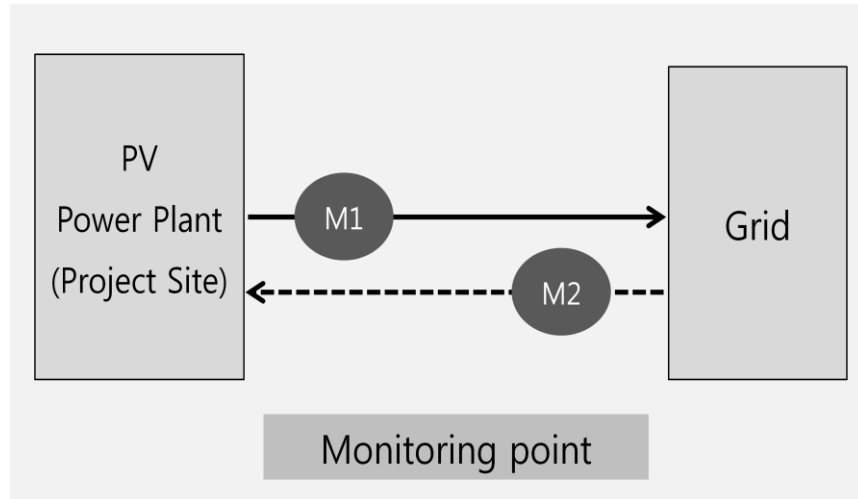 PV
Power Plant
(Project Site)
M1
M2
Grid
Monitoring point